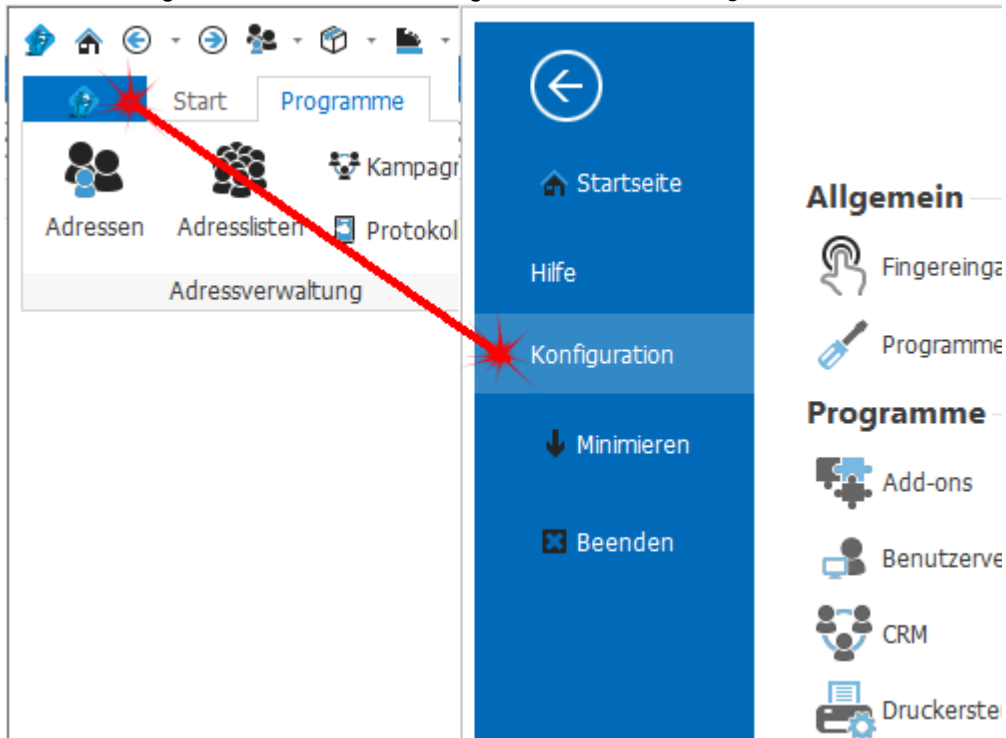 Start Programme
Kampagn
Adressen Adresslisten Protokol
Adressverwaltung
Startseite
Hilfe
Konfiguration
Minimieren
Beenden
Allgemein
Fingereinga
Programme
Programme
Add-ons
Benutzerve
CRM
Druckerste